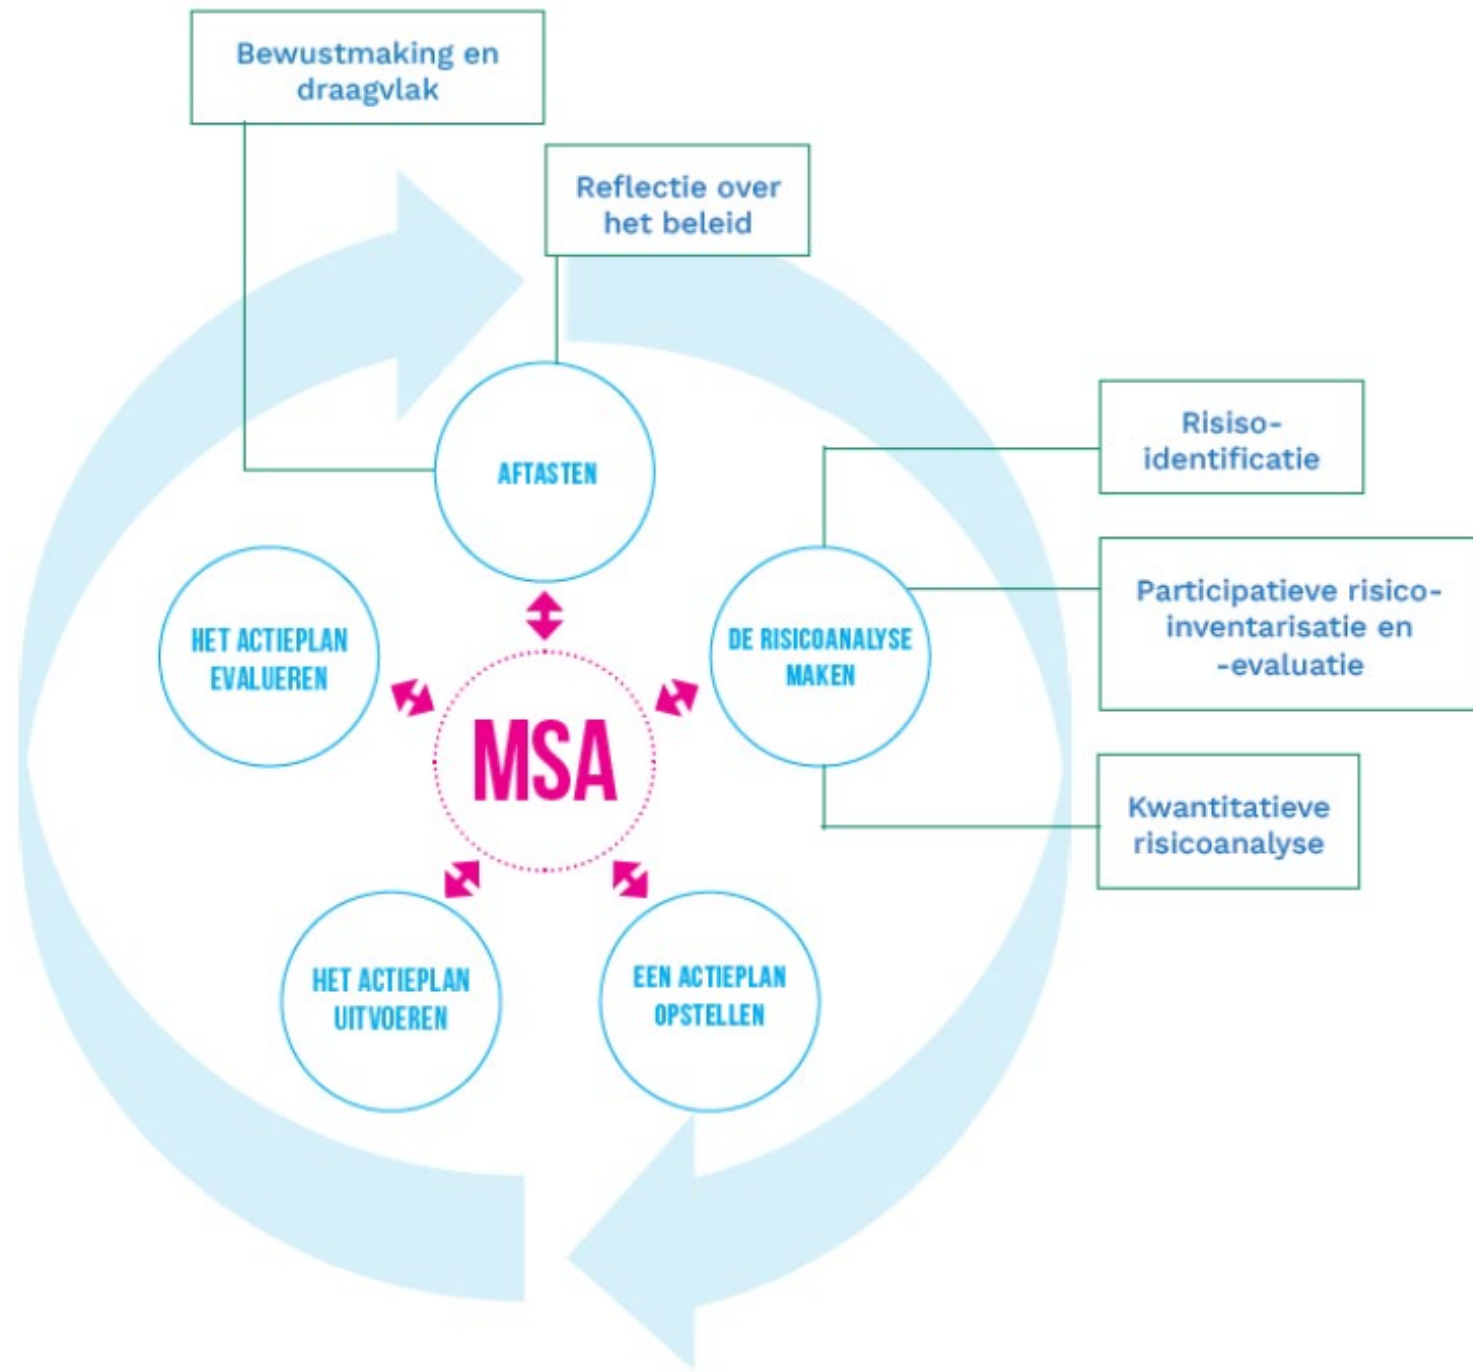 Bewustmaking en
draagvlak
Reflectie over
het beleid
Risiso-
identificatie
AFTASTEN
Participatieve risico-
inventarisatie en
-evaluatie
HET ACTIEPLAN
EVALUEREN
DE RISICOANALYSE
MAKEN
MSA
Kwantitatieve
risicoanalyse
HET ACTIEPLAN
UITVOEREN
EEN ACTIEPLAN
OPSTELLEN